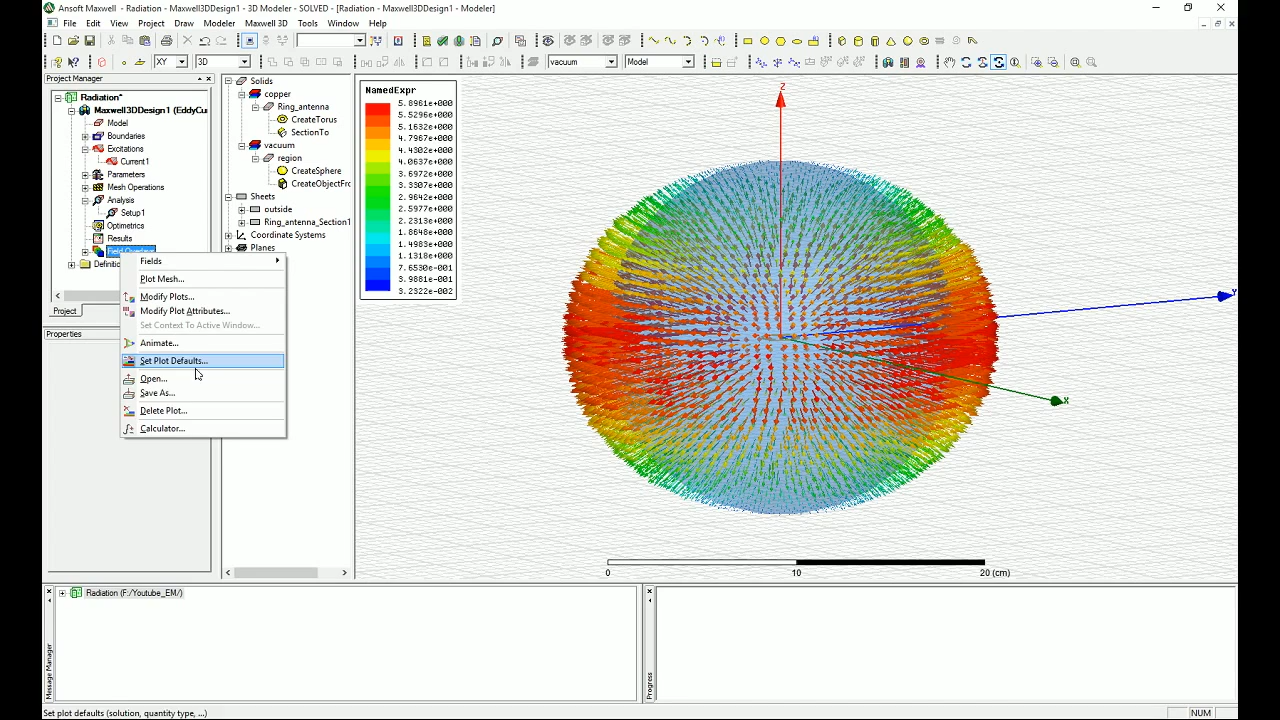 Ansoft Maxwell - Radiation - Maxwell3DDesign1 - 3D Modeler - SOLVED - [Radiation - Maxwell3DDesign1 - Modeler]
File Edit View Project Draw Modeler Maxwell 3D Tools Window Help
XY 3D vacuum Model
Project Manager
Radiation*
Maxwell3DDesign1 (EddyCur
Model
Boundaries
Excitations
Current1
Parameters
Mesh Operations
Analysis
Setup1
Optimetrics
Results
Project
Properties
Fields
Plot Mesh...
Modify Plots...
Modify Plot Attributes...
Set Context To Active Window...
Animate...
Set Plot Defaults...
Open...
Save As...
Delete Plot...
Calculator...
Solids
copper
Ring_antenna
CreateTorus
SectionTo
vacuum
region
CreateSphere
CreateObjectFrc
Sheets
outside
Ring_antenna_Section1
Coordinate Systems
Planes
NamedExpr
5.8961e+000
5.5296e+000
5.1632e+000
4.7967e+000
4.4302e+000
4.0637e+000
3.6972e+000
3.3307e+000
2.9642e+000
2.5977e+000
2.2313e+000
1.8648e+000
1.4983e+000
1.1318e+000
7.6530e-001
3.9881e-001
3.2322e-002
Z
Y
X
0 10 20 (cm)
Message Manager
Radiation (F:/Youtube_EM/)
Progress
Set plot defaults (solution, quantity type, ...)
NUM